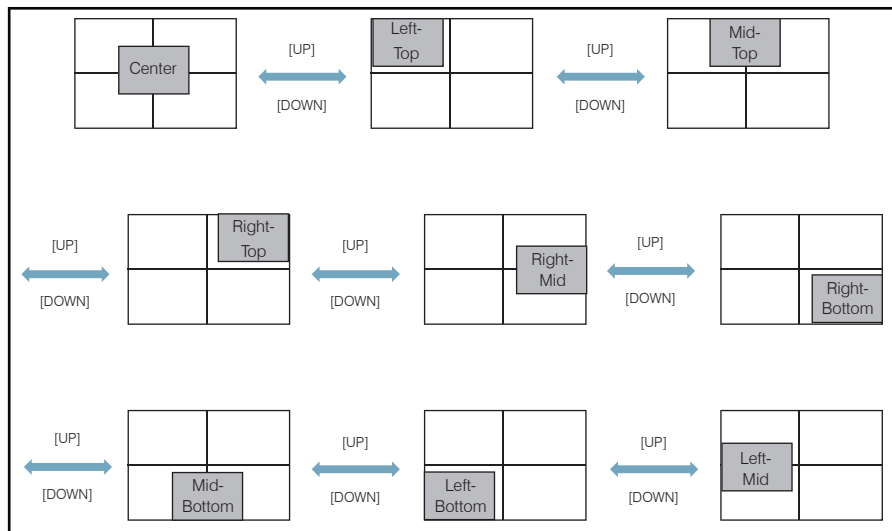 Center
[UP]
[DOWN]
Left-
Top
[UP]
[DOWN]
Mid-
Top
[UP]
[DOWN]
Right-
Top
[UP]
[DOWN]
Right-
Mid
[UP]
[DOWN]
Right-
Bottom
[UP]
[DOWN]
Mid-
Bottom
[UP]
[DOWN]
Left-
Bottom
[UP]
[DOWN]
Left-
Mid